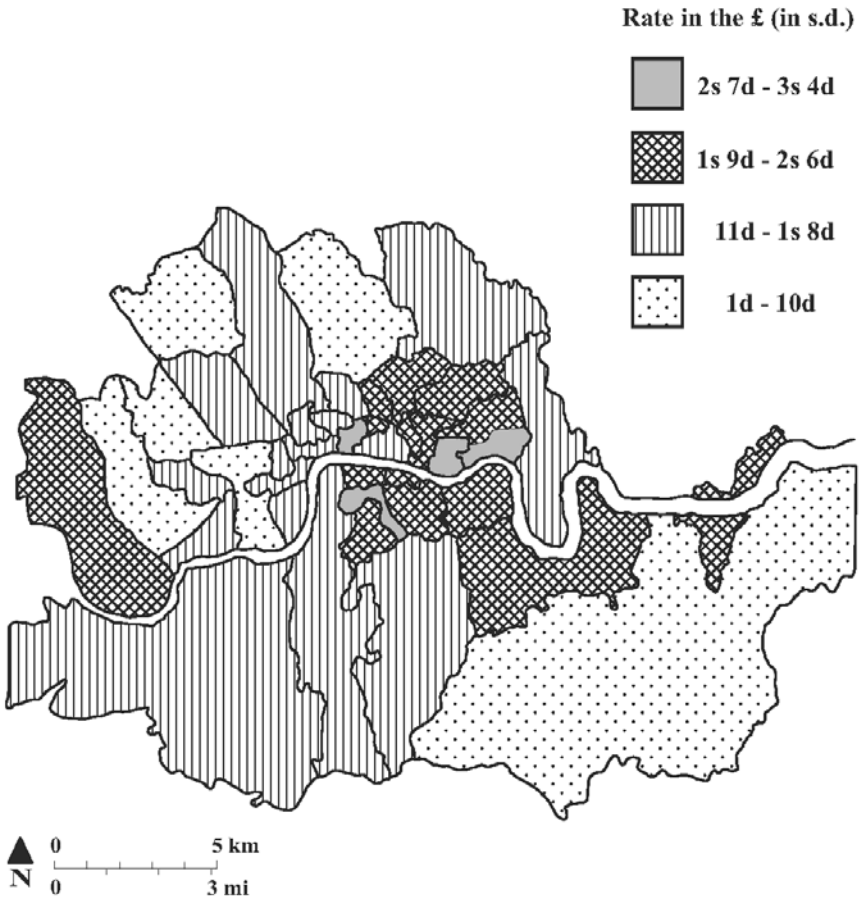 Rate in the £ (in s.d.)
2s 7d - 3s 4d
1s 9d - 2s 6d
11d - 1s 8d
1d - 10d
0 5 km
N
0 3 mi